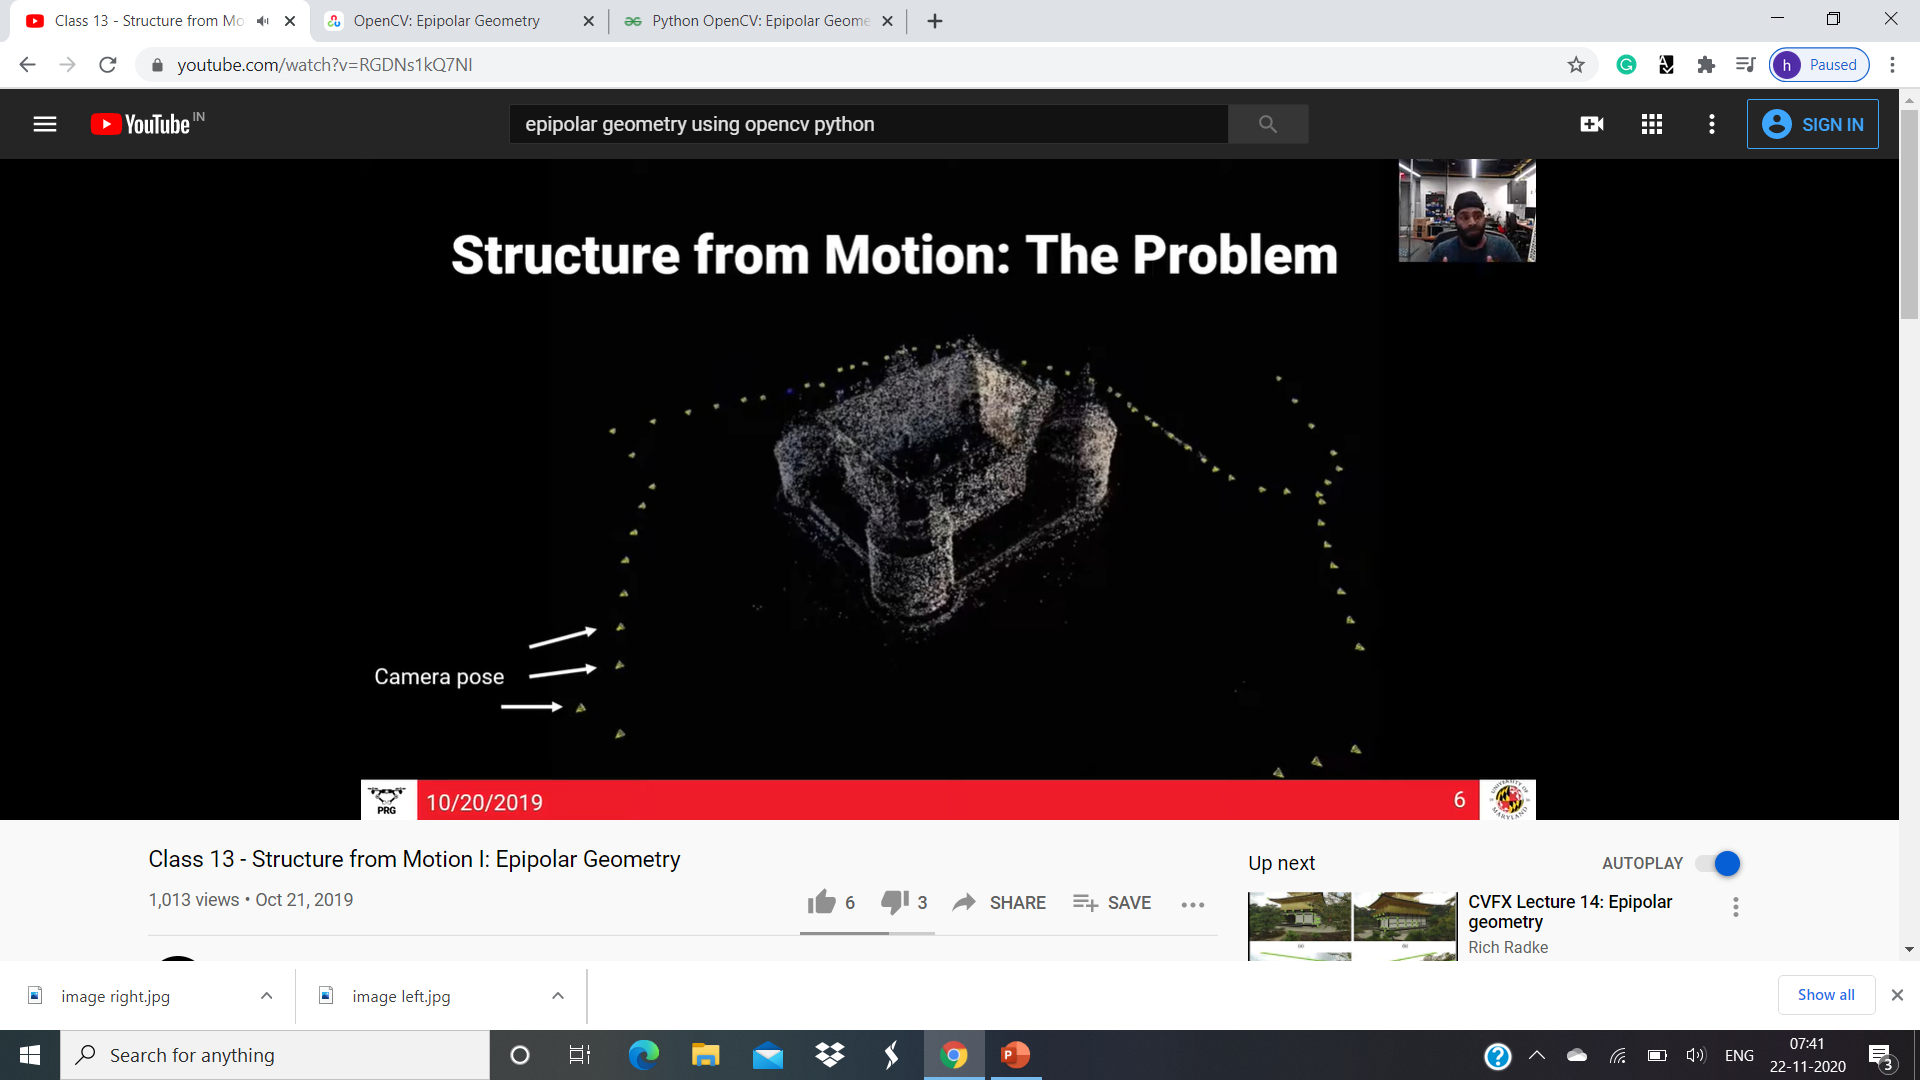 Class 13 - Structure from Mo
OpenCV: Epipolar Geometry
Python OpenCV: Epipolar Geome
youtube.com/watch?v=RGDNs1kQ7NI
h Paused
YouTube IN
epipolar geometry using opencv python
SIGN IN
Structure from Motion: The Problem
Camera pose
PRG
10/20/2019
6
UNIVERSITY OF
MARYLAND
Class 13 - Structure from Motion I: Epipolar Geometry
1,013 views • Oct 21, 2019
6
3
SHARE
SAVE
Up next
AUTOPLAY
CVFX Lecture 14: Epipolar
geometry
Rich Radke
image right.jpg
image left.jpg
Show all
Search for anything
ENG
07:41
22-11-2020
3